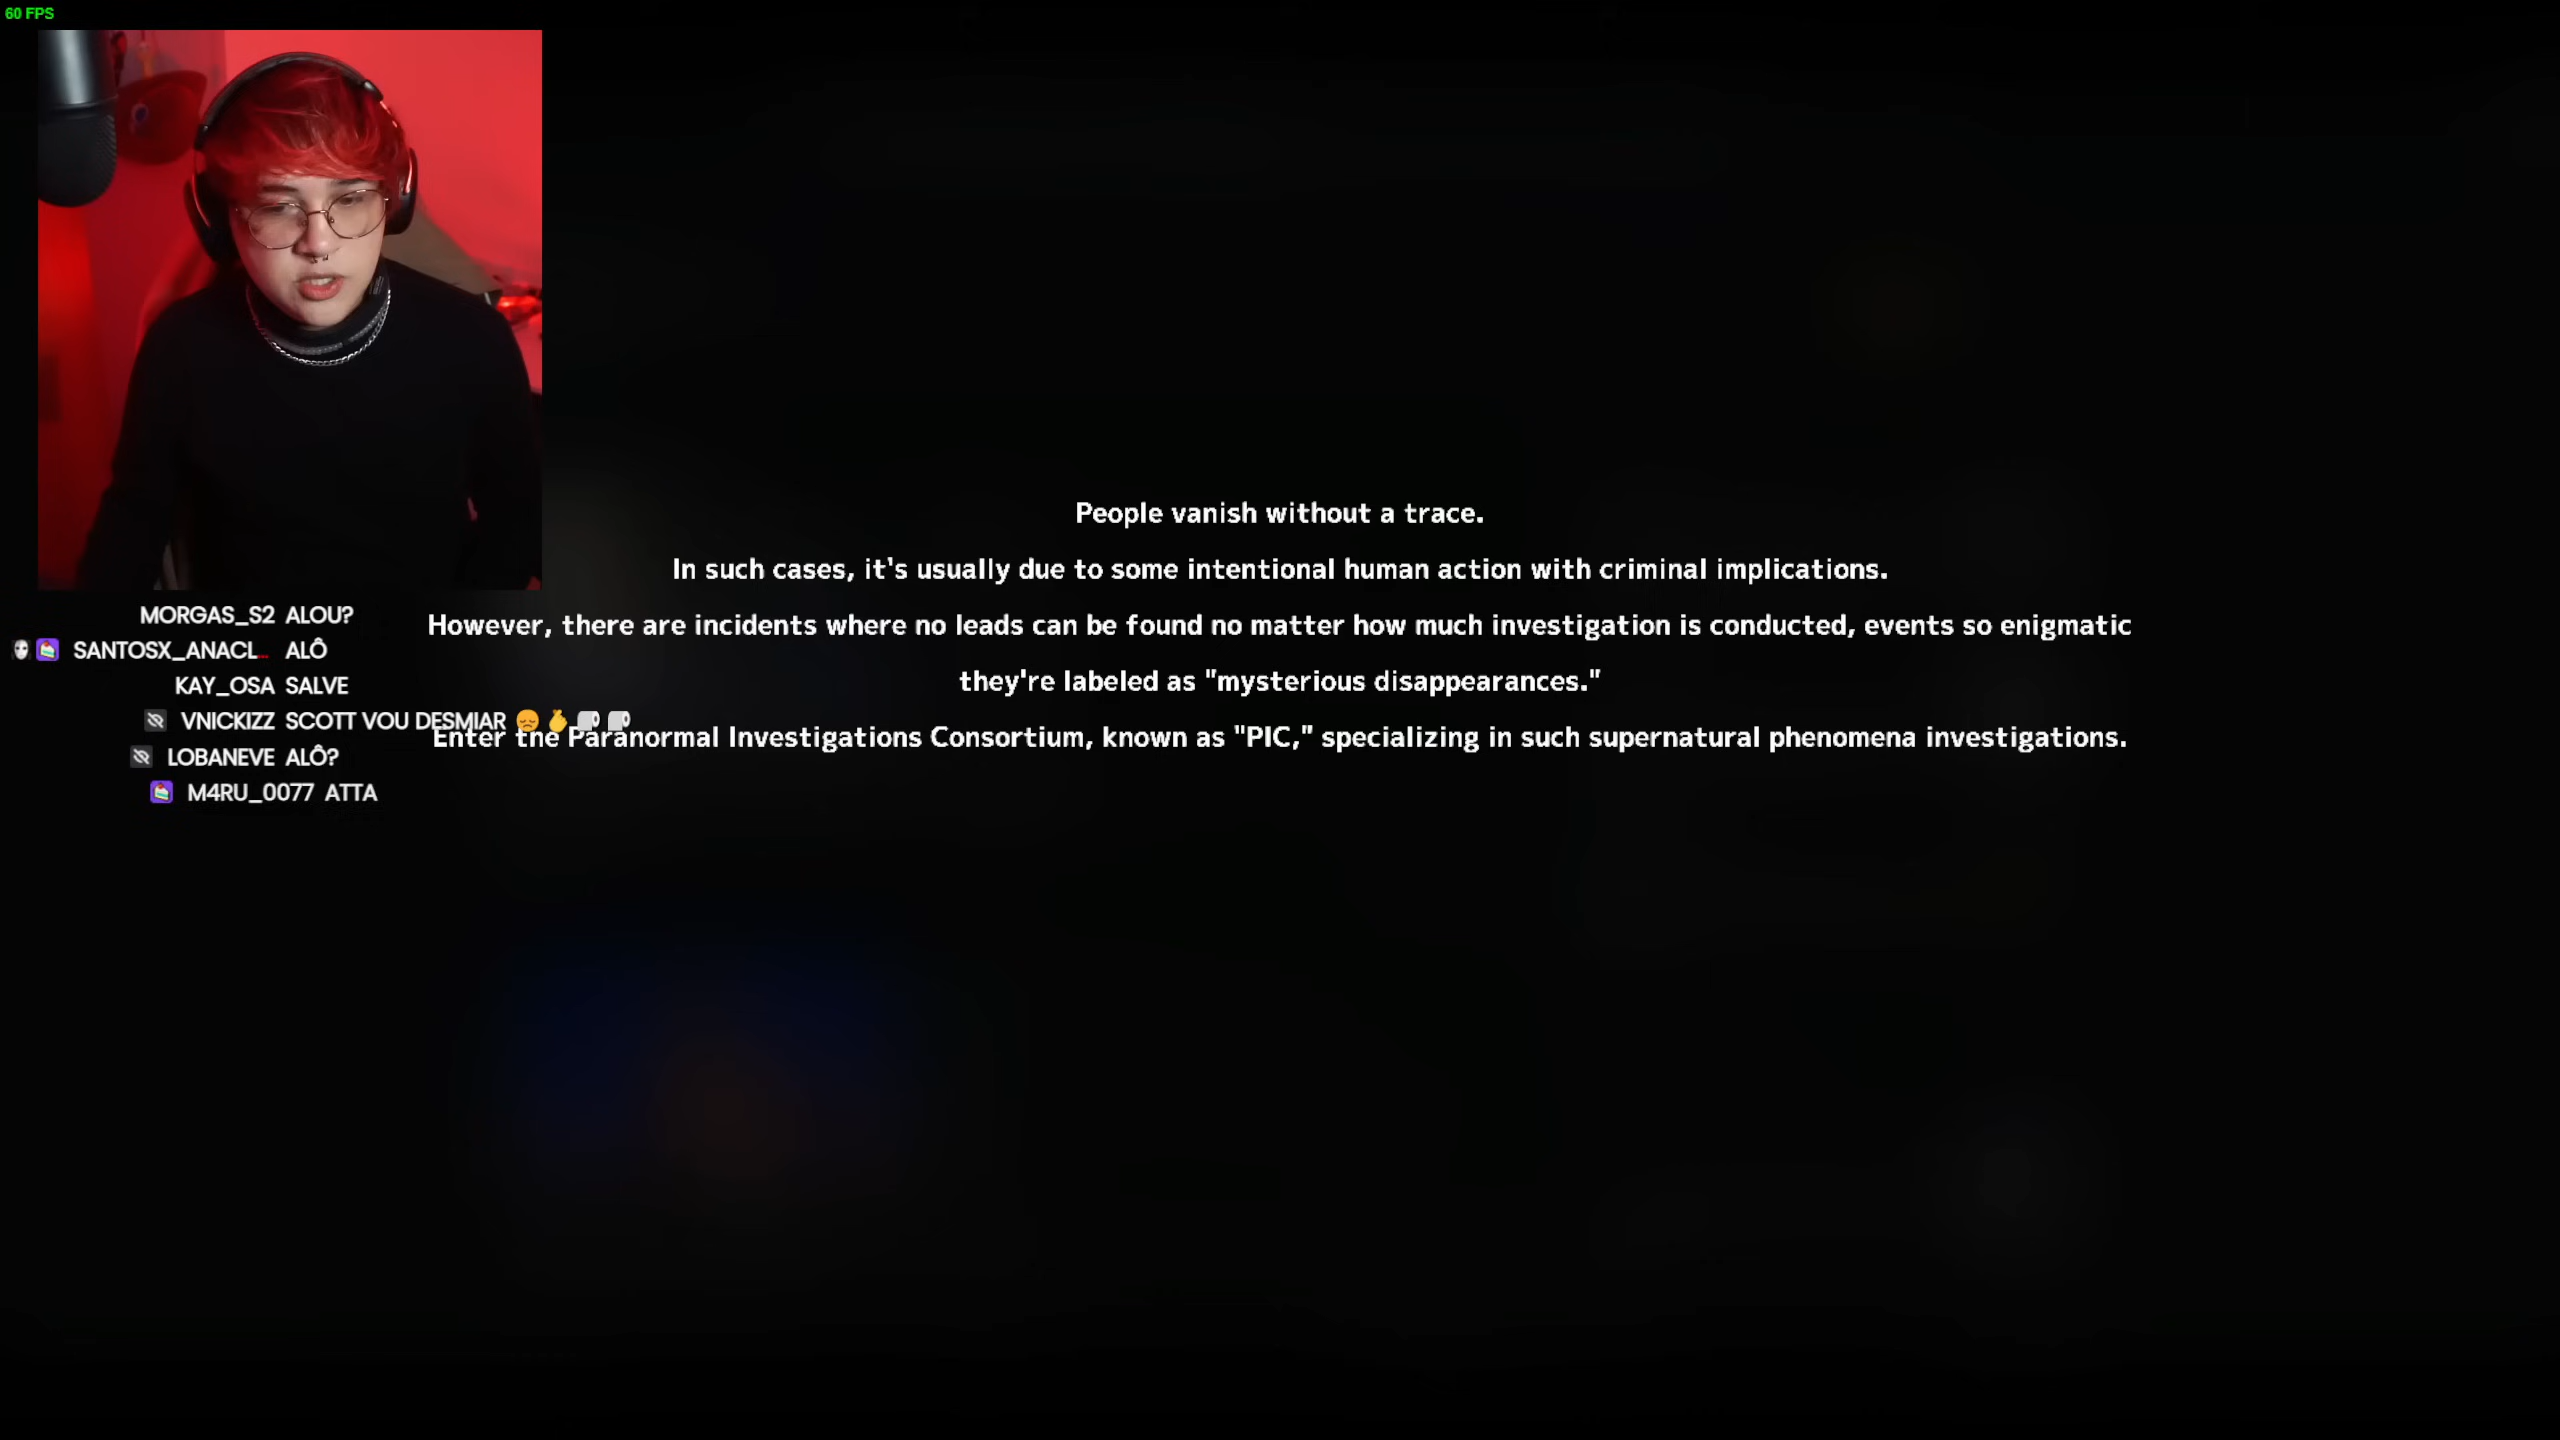 60 FPS
People vanish without a trace.
In such cases, it's usually due to some intentional human action with criminal implications.
However, there are incidents where no leads can be found no matter how much investigation is conducted, events so enigmatic
they're labeled as "mysterious disappearances."
Enter the Paranormal Investigations Consortium, known as "PIC," specializing in such supernatural phenomena investigations.
MORGAS_S2 ALOU?
SANTOSX_ANACL... ALÔ
KAY_OSA SALVE
VNICKIZZ SCOTT VOU DESMIAR 😞🫰🧻🧻
LOBANEVE ALÔ?
M4RU_0077 ATTA